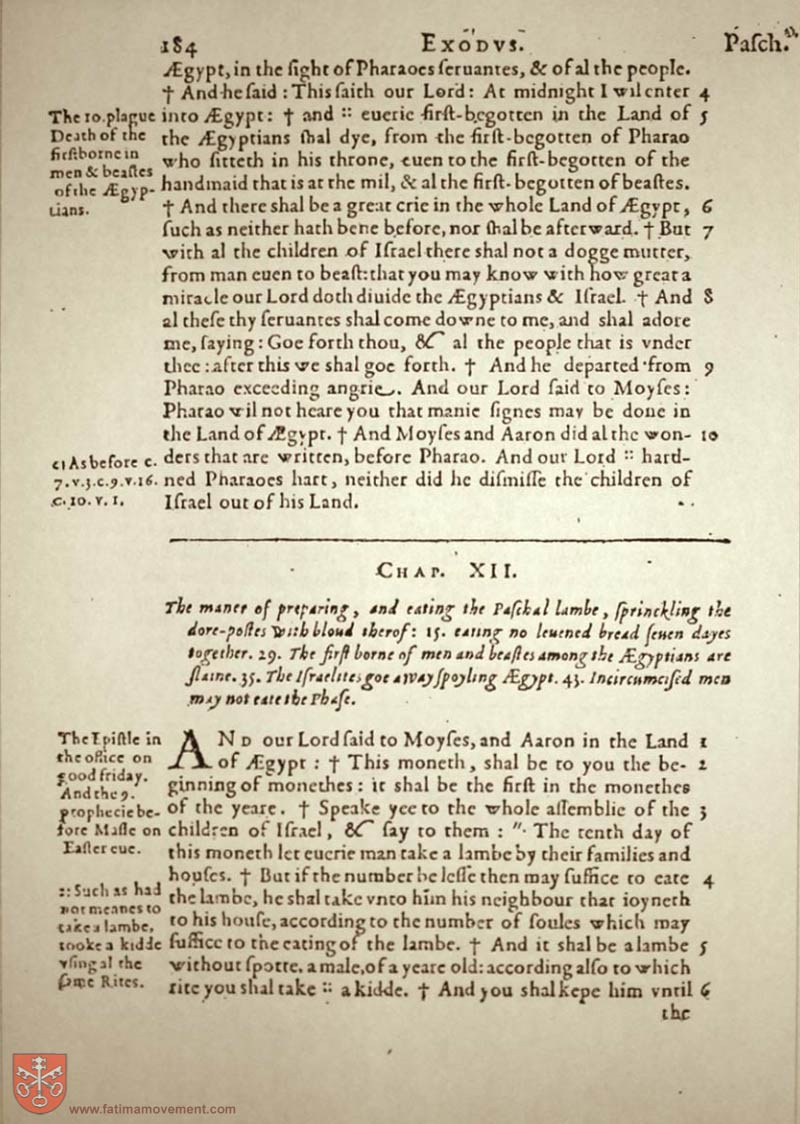 184 EXODVS. Paſch.
Ægypt, in the ſight of Pharaoes ſeruantes, & of al the people.
† And he ſaid : This ſaith our Lord: At midnight I wil enter 4
into Ægypt: † and :: euerie firſt-begotten in the Land of 5
the Ægyptians ſhal dye, from the firſt-begotten of Pharao
who ſitteth in his throne, euen to the firſt-begotten of the
handmaid that is at the mil, & al the firſt-begotten of beaſtes.
† And there ſhal be a great crie in the whole Land of Ægypt, 6
ſuch as neither hath bene before, nor ſhal be afterward. † But 7
with al the children of Iſrael there shal not a dogge mutter,
from man euen to beaſt: that you may know with how great a
miracle our Lord doth diuide the Ægyptians & Iſrael. † And 8
al theſe thy ſeruantes shal come downe to me, and shal adore
me, ſaying : Goe forth thou, & al the people that is vnder
thee : after this we shal goe forth. † And he departed from 9
Pharao exceeding angrie. And our Lord ſaid to Moyſes:
Pharao wil not heare you that manie ſignes may be done in
the Land of Ægypt. † And Moyſes and Aaron did al the won- 10
ders that are written, before Pharao. And our Lord :: hard-
ned Pharaoes hart, neither did he diſmiſſe the children of
Iſrael out of his Land.
The 10. plague
Death of the
firſtborne in
men & beaſtes
of the Ægyp-
tians.
As before c.
7.v.3.c.9.v.16.
c.10.v.1.
CHAP. XII.
The maner of preparing, and eating the Paſchal lambe, ſprinckling the
dore-poſtes with bloud therof: 15. eating no leuened bread ſeuen dayes
together. 29. The firſt borne of men and beaſtes among the Ægyptians are
ſlaine. 35. The Iſraelites goe away ſpoyling Ægypt. 43. Incircumciſed men
may not eate the Phaſe.
AND our Lord ſaid to Moyſes, and Aaron in the Land 1
of Ægypt : † This moneth, shal be to you the be- 2
ginning of monethes : it shal be the firſt in the monethes
of the yeare. † Speake yee to the whole aſſemblie of the 3
children of Iſrael, & ſay to them : " The tenth day of
this moneth let euerie man take a lambe by their families and
houſes. † But if the number be leſſe then may ſuffice to eate 4
the lambe, he shal take vnto him his neighbour that ioyneth
to his houſe, according to the number of ſoules which may
ſuffice to the eating of the lambe. † And it shal be a lambe 5
without ſpotte, a male, of a yeare old: according alſo to which
rite you shal take :: a kidde. † And you shal kepe him vntil 6
the
The Epiſtle in
the office on
good friday.
And the 9.
prophecie be-
fore Maſſe on
Eaſter eue.
:: Such as had
not meanes to
take a lambe,
tooke a kidde
vſing al the
ſame Rites.
www.fatimamovement.com